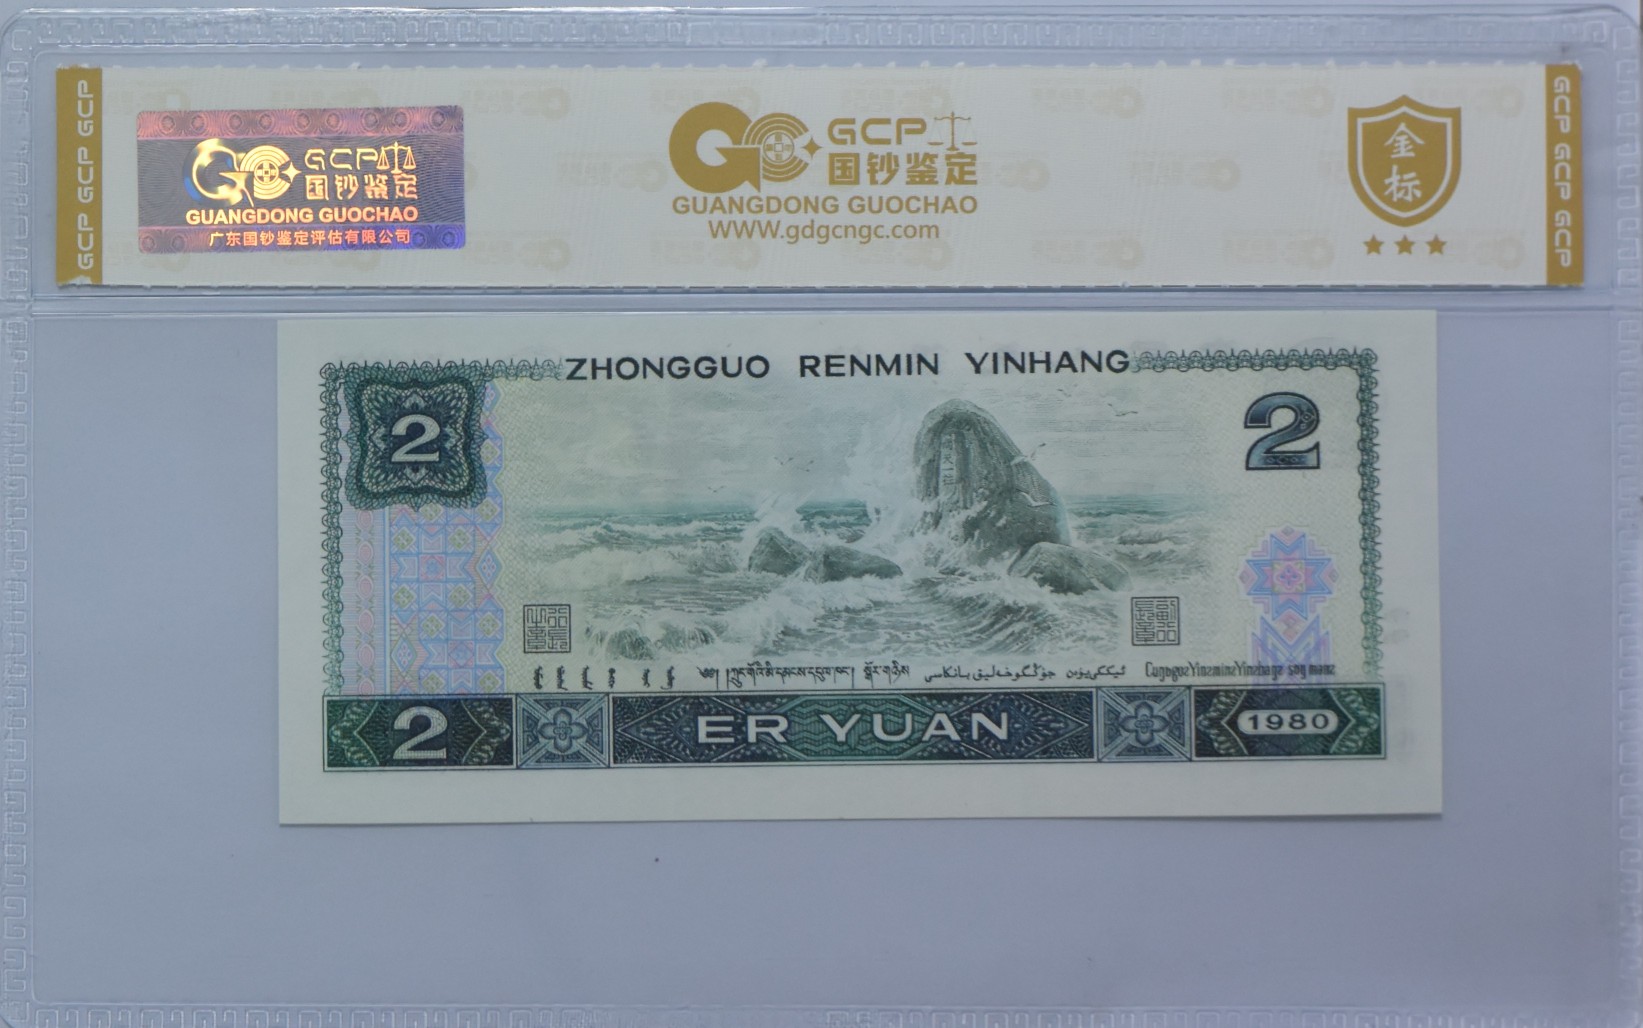 GCP GCP GCP
GCP
国钞鉴定
GUANGDONG GUOCHAO
广东国钞鉴定评估有限公司
GCP
国钞鉴定
GUANGDONG GUOCHAO
WWW.gdgcngc.com
金
标
GCP GCP GCP
ZHONGGUO RENMIN YINHANG
2
2
2
ER YUAN
1980